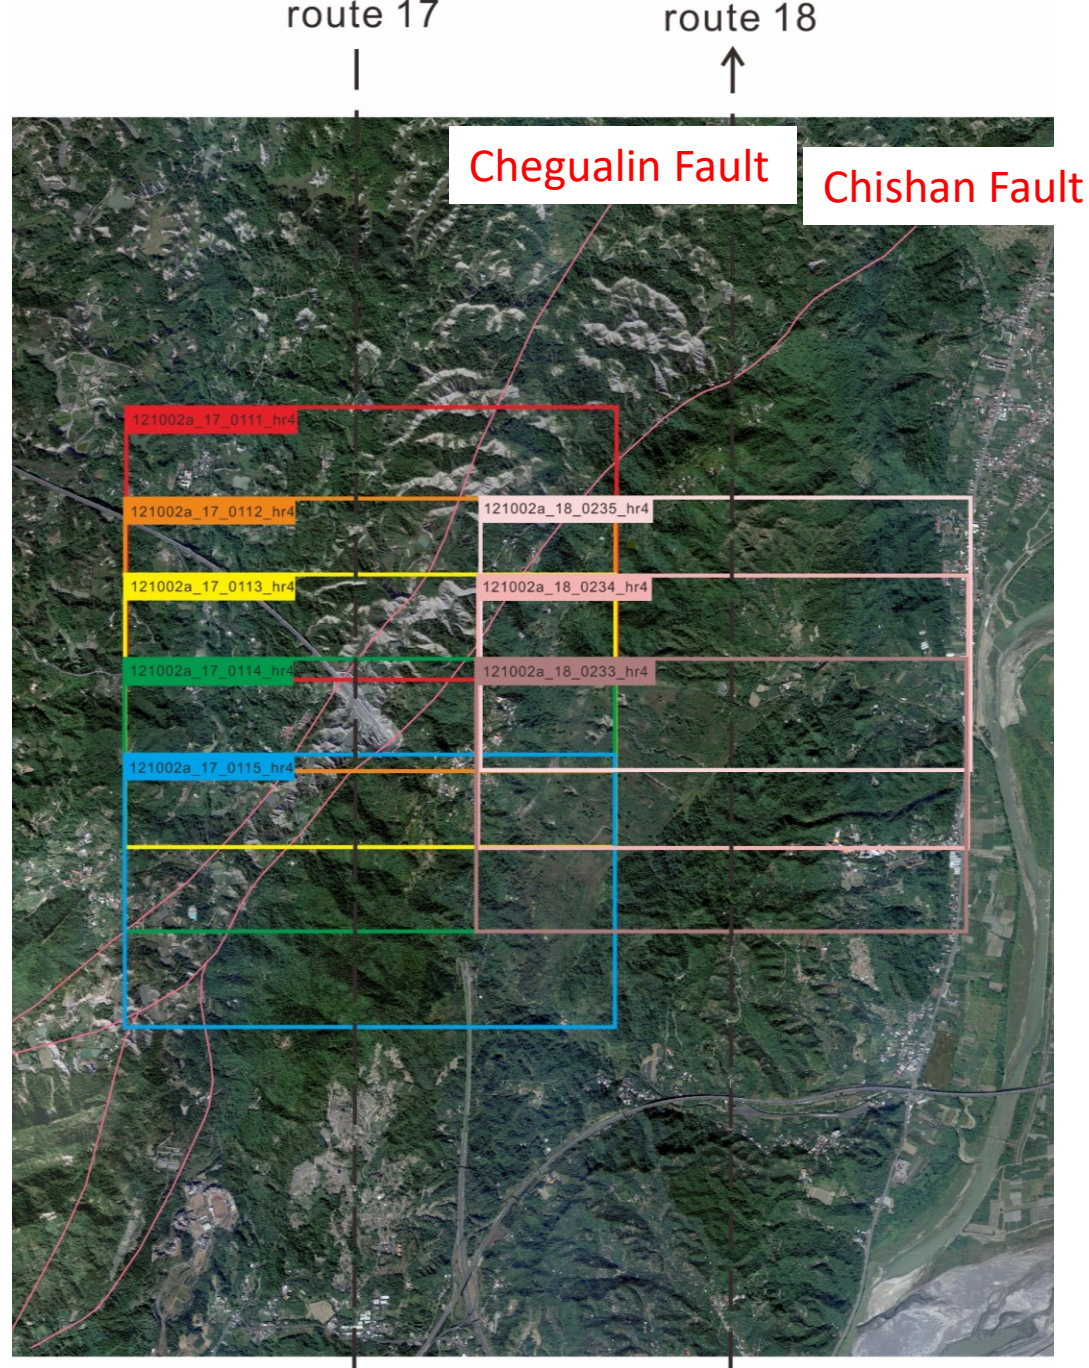 route 17
route 18
Chegualin Fault
Chishan Fault
121002a_17_0111_hr4
121002a_17_0112_hr4
121002a_18_0235_hr4
121002a_17_0113_hr4
121002a_18_0234_hr4
121002a_17_0114_hr4
121002a_18_0233_hr4
121002a_17_0115_hr4